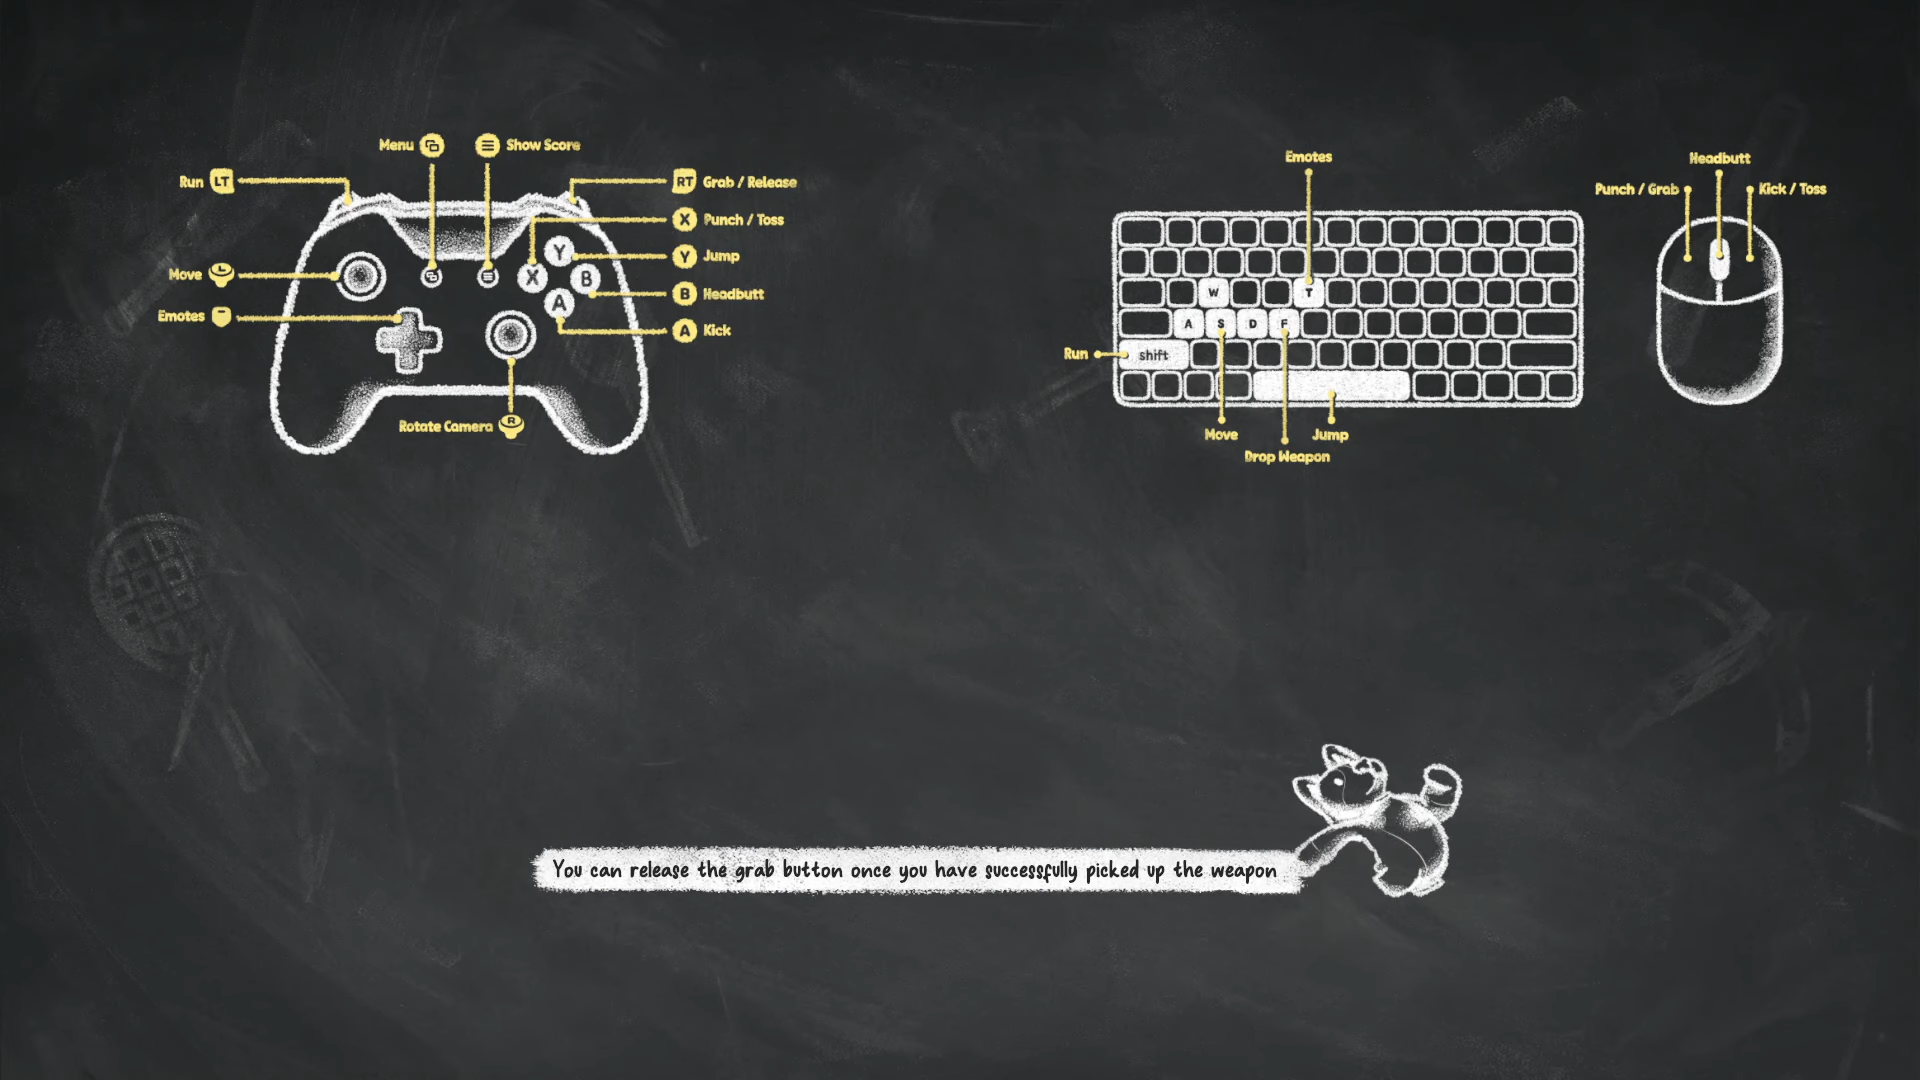 Menu
Show Score
Run LT
RT Grab / Release
X Punch / Toss
Y Jump
B Headbutt
A Kick
Move L
Emotes
Y
X
B
A
Rotate Camera R
Emotes
W
T
A
S
D
F
Run
shift
Move
Jump
Drop Weapon
Headbutt
Punch / Grab
Kick / Toss
You can release the grab button once you have successfully picked up the weapon